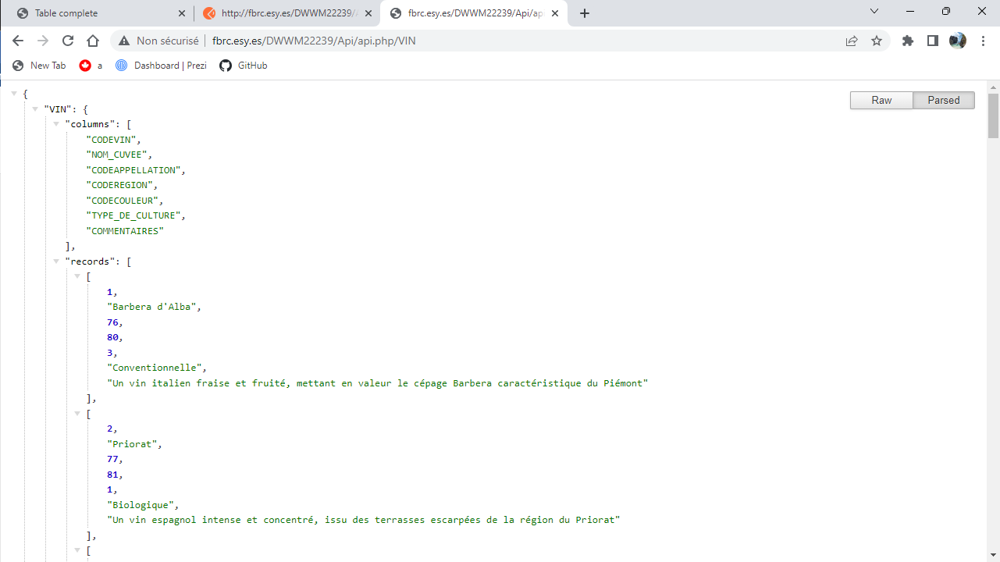 Table complete
http://fbrc.esy.es/DWWM22239/A
fbrc.esy.es/DWWM22239/Api/ap
Non sécurisé
fbrc.esy.es/DWWM22239/Api/api.php/VIN
New Tab
a
Dashboard | Prezi
GitHub
Raw
Parsed
{
"VIN": {
"columns": [
"CODEVIN",
"NOM_CUVEE",
"CODEAPPELLATION",
"CODEREGION",
"CODECOULEUR",
"TYPE_DE_CULTURE",
"COMMENTAIRES"
],
"records": [
[
1,
"Barbera d'Alba",
76,
80,
3,
"Conventionnelle",
"Un vin italien fraise et fruité, mettant en valeur le cépage Barbera caractéristique du Piémont"
],
[
2,
"Priorat",
77,
81,
1,
"Biologique",
"Un vin espagnol intense et concentré, issu des terrasses escarpées de la région du Priorat"
],
[